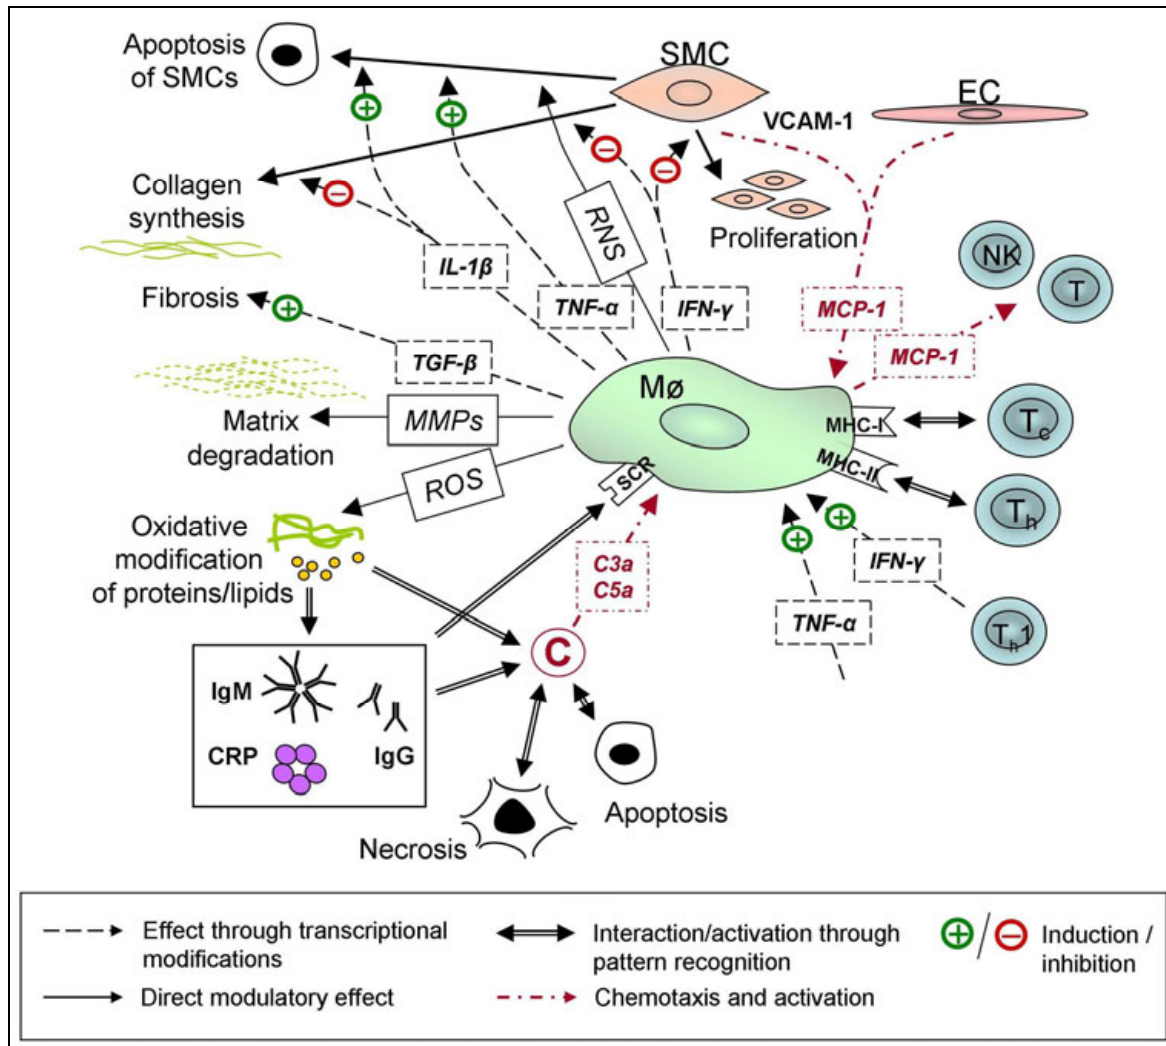 Apoptosis
of SMCs
SMC
EC
VCAM-1
Collagen
synthesis
RNS
Proliferation
NK
T
IL-1β
Fibrosis
TNF-α
IFN-γ
MCP-1
MCP-1
TGF-β
Mø
Matrix
degradation
MMPs
MHC-I
Tc
MHC-II
SCR
ROS
Th
Oxidative
modification
of proteins/lipids
C3a
C5a
IFN-γ
TNF-α
Th1
C
IgM
CRP
IgG
Apoptosis
Necrosis
Effect through transcriptional
modifications
Direct modulatory effect
Interaction/activation through
pattern recognition
Chemotaxis and activation
+ / − Induction /
inhibition